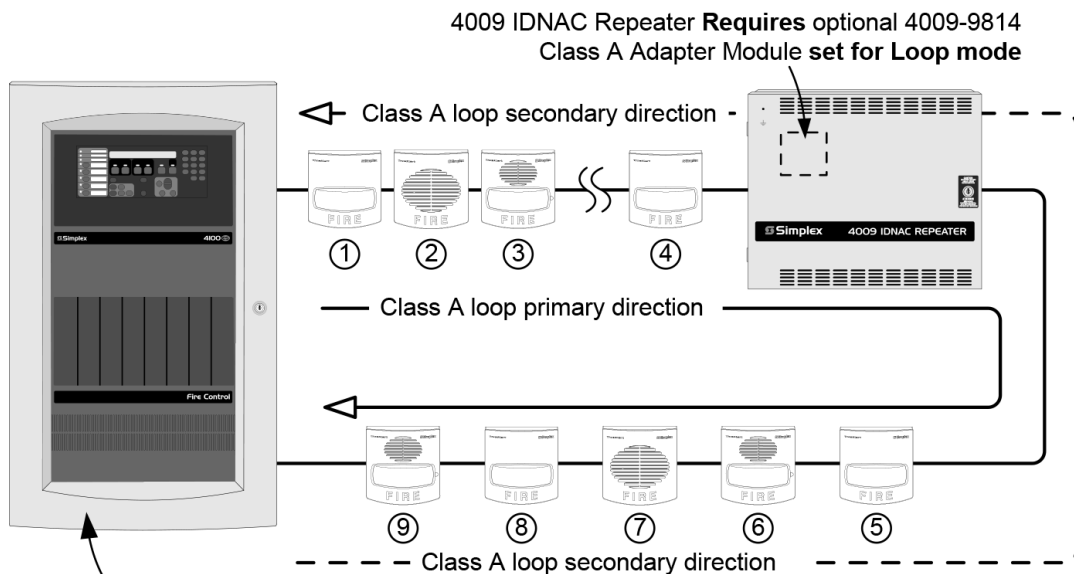 4009 IDNAC Repeater Requires optional 4009-9814
Class A Adapter Module set for Loop mode
Class A loop secondary direction
FIRE
FIRE
FIRE
FIRE
1
2
3
4
Simplex 4100
Simplex 4009 IDNAC REPEATER
Class A loop primary direction
Fire Control
FIRE
FIRE
FIRE
FIRE
FIRE
9
8
7
6
5
Class A loop secondary direction